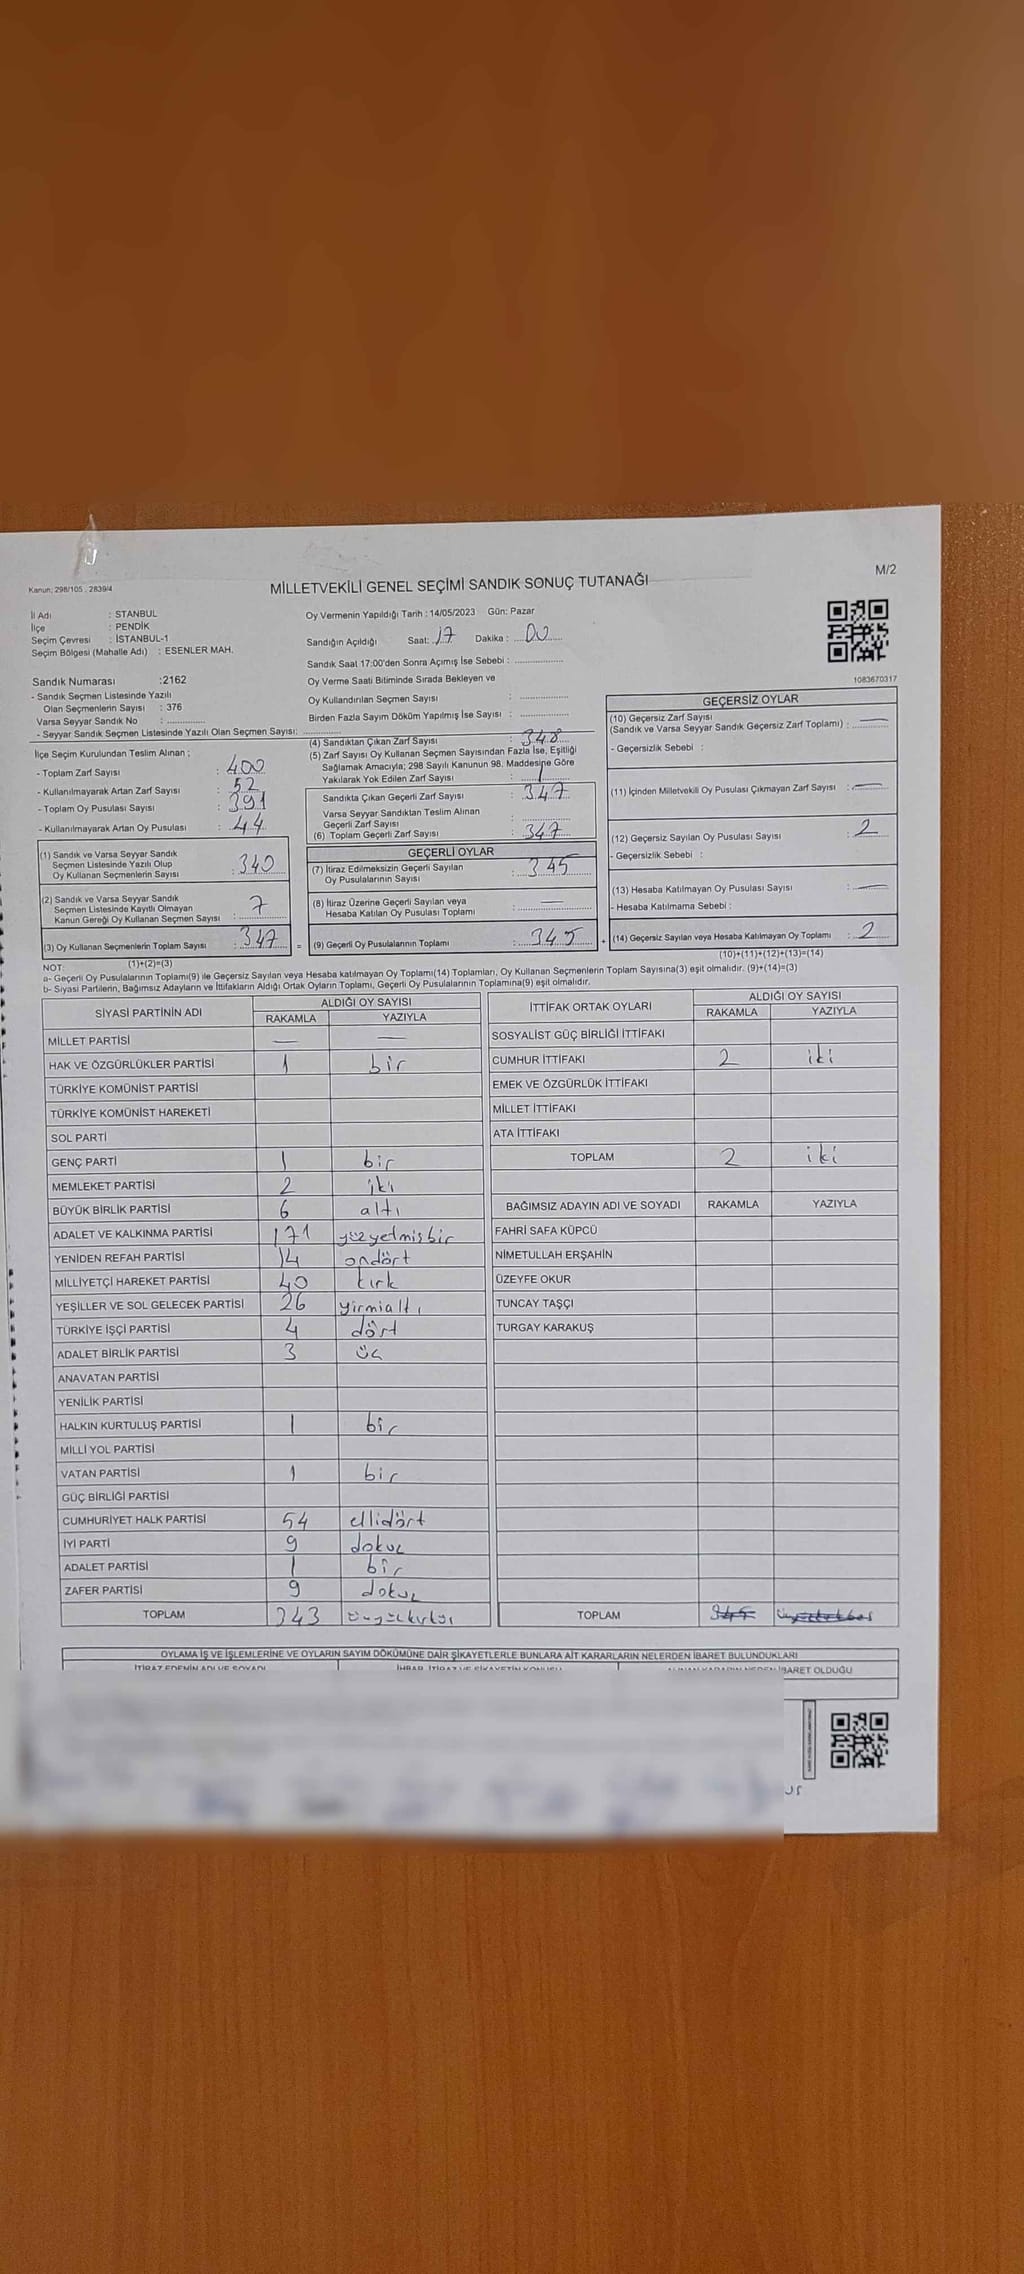 M/2
Kanun; 298/105 , 2839/4
MİLLETVEKİLİ GENEL SEÇİMİ SANDIK SONUÇ TUTANAĞI
İl Adı : STANBUL
İlçe : PENDİK
Seçim Çevresi : İSTANBUL-1
Seçim Bölgesi (Mahalle Adı) : ESENLER MAH.
Oy Vermenin Yapıldığı Tarih : 14/05/2023 Gün: Pazar
Sandığın Açıldığı Saat: 17 Dakika : 00
Sandık Saat 17:00'den Sonra Açımış İse Sebebi :
Oy Verme Saati Bitiminde Sırada Bekleyen ve
Oy Kullandırılan Seçmen Sayısı :
Birden Fazla Sayım Döküm Yapılmış İse Sayısı :
1083670317
Sandık Numarası :2162
- Sandık Seçmen Listesinde Yazılı
Olan Seçmenlerin Sayısı : 376
Varsa Seyyar Sandık No :
- Seyyar Sandık Seçmen Listesinde Yazılı Olan Seçmen Sayısı:
İlçe Seçim Kurulundan Teslim Alınan ;
- Toplam Zarf Sayısı : 400
- Kullanılmayarak Artan Zarf Sayısı : 52
- Toplam Oy Pusulası Sayısı : 391
- Kullanılmayarak Artan Oy Pusulası : 44
(1) Sandık ve Varsa Seyyar Sandık
Seçmen Listesinde Yazılı Olup
Oy Kullanan Seçmenlerin Sayısı : 340
(2) Sandık ve Varsa Seyyar Sandık
Seçmen Listesinde Kayıtlı Olmayan
Kanun Gereği Oy Kullanan Seçmen Sayısı : 7
(3) Oy Kullanan Seçmenlerin Toplam Sayısı : 347 =
(1)+(2)=(3)
(4) Sandıktan Çıkan Zarf Sayısı : 348
(5) Zarf Sayısı Oy Kullanan Seçmen Sayısından Fazla İse, Eşitliği
Sağlamak Amacıyla; 298 Sayılı Kanunun 98. Maddesine Göre
Yakılarak Yok Edilen Zarf Sayısı : 1
Sandıkta Çıkan Geçerli Zarf Sayısı : 347
Varsa Seyyar Sandıktan Teslim Alınan
Geçerli Zarf Sayısı :
(6) Toplam Geçerli Zarf Sayısı : 347
GEÇERLİ OYLAR
(7) İtiraz Edilmeksizin Geçerli Sayılan
Oy Pusulalarının Sayısı : 345
(8) İtiraz Üzerine Geçerli Sayılan veya
Hesaba Katılan Oy Pusulası Toplamı : —
(9) Geçerli Oy Pusulalarının Toplamı : 345 +
GEÇERSİZ OYLAR
(10) Geçersiz Zarf Sayısı
(Sandık ve Varsa Seyyar Sandık Geçersiz Zarf Toplamı) : —
- Geçersizlik Sebebi :
(11) İçinden Milletvekili Oy Pusulası Çıkmayan Zarf Sayısı : —
(12) Geçersiz Sayılan Oy Pusulası Sayısı : 2
- Geçersizlik Sebebi :
(13) Hesaba Katılmayan Oy Pusulası Sayısı : —
- Hesaba Katılmama Sebebi :
(14) Geçersiz Sayılan veya Hesaba Katılmayan Oy Toplamı : 2
(10)+(11)+(12)+(13)=(14)
NOT:
a- Geçerli Oy Pusulalarının Toplamı(9) ile Geçersiz Sayılan veya Hesaba katılmayan Oy Toplamı(14) Toplamları, Oy Kullanan Seçmenlerin Toplam Sayısına(3) eşit olmalıdır. (9)+(14)=(3)
b- Siyasi Partilerin, Bağımsız Adayların ve İttifakların Aldığı Ortak Oyların Toplamı, Geçerli Oy Pusulalarının Toplamına(9) eşit olmalıdır.
SİYASİ PARTİNİN ADI ALDIĞI OY SAYISI
RAKAMLA YAZIYLA
MİLLET PARTİSİ — —
HAK VE ÖZGÜRLÜKLER PARTİSİ 1 bir
TÜRKİYE KOMÜNİST PARTİSİ
TÜRKİYE KOMÜNİST HAREKETİ
SOL PARTİ
GENÇ PARTİ 1 bir
MEMLEKET PARTİSİ 2 iki
BÜYÜK BİRLİK PARTİSİ 6 altı
ADALET VE KALKINMA PARTİSİ 171 yüzyetmişbir
YENİDEN REFAH PARTİSİ 14 ondört
MİLLİYETÇİ HAREKET PARTİSİ 40 kırk
YEŞİLLER VE SOL GELECEK PARTİSİ 26 yirmialtı
TÜRKİYE İŞÇİ PARTİSİ 4 dört
ADALET BİRLİK PARTİSİ 3 üç
ANAVATAN PARTİSİ
YENİLİK PARTİSİ
HALKIN KURTULUŞ PARTİSİ 1 bir
MİLLİ YOL PARTİSİ
VATAN PARTİSİ 1 bir
GÜÇ BİRLİĞİ PARTİSİ
CUMHURİYET HALK PARTİSİ 54 ellidört
İYİ PARTİ 9 dokuz
ADALET PARTİSİ 1 bir
ZAFER PARTİSİ 9 dokuz
TOPLAM 343 üçyüzkırküç
İTTİFAK ORTAK OYLARI ALDIĞI OY SAYISI
RAKAMLA YAZIYLA
SOSYALİST GÜÇ BİRLİĞİ İTTİFAKI
CUMHUR İTTİFAKI 2 iki
EMEK VE ÖZGÜRLÜK İTTİFAKI
MİLLET İTTİFAKI
ATA İTTİFAKI
TOPLAM 2 iki
BAĞIMSIZ ADAYIN ADI VE SOYADI RAKAMLA YAZIYLA
FAHRİ SAFA KÜPCÜ
NİMETULLAH ERŞAHİN
ÜZEYFE OKUR
TUNCAY TAŞÇI
TURGAY KARAKUŞ
TOPLAM 345
OYLAMA İŞ VE İŞLEMLERİNE VE OYLARIN SAYIM DÖKÜMÜNE DAİR ŞİKAYETLERLE BUNLARA AİT KARARLARIN NELERDEN İBARET BULUNDUKLARI
İTİRAZ EDENİN ADI VE SOYADI İHBAR, İTİRAZ VE ŞİKAYETİN KONUSU İBARET OLDUĞU